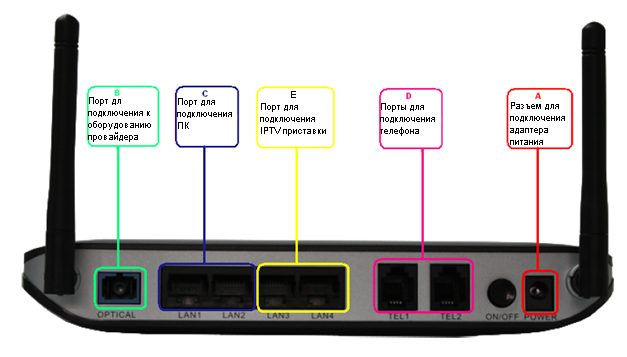 B
Порт дл
подключения к
оборудованию
провайдера
C
Порт для
подключения
ПК
E
Порт для
подключения
IPTV приставки
D
Порты для
подключения
телефона
A
Разъем для
подключения
адаптера
питания
OPTICAL
LAN1
LAN2
LAN3
LAN4
TEL1
TEL2
ON/OFF
POWER